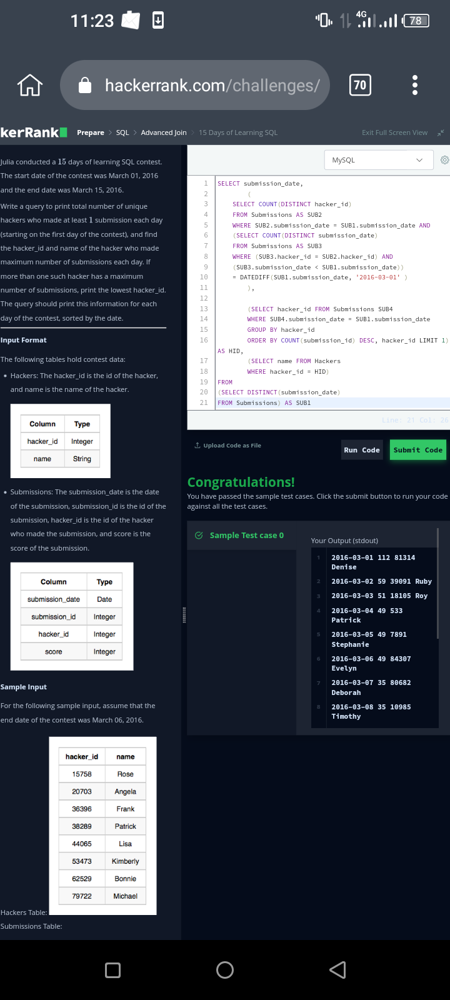 11:23
4G
78
hackerrank.com/challenges/
70
kerRank
Prepare > SQL > Advanced Join > 15 Days of Learning SQL
Exit Full Screen View
Julia conducted a 15 days of learning SQL contest.
The start date of the contest was March 01, 2016
and the end date was March 15, 2016.
Write a query to print total number of unique
hackers who made at least 1 submission each day
(starting on the first day of the contest), and find
the hacker_id and name of the hacker who made
maximum number of submissions each day. If
more than one such hacker has a maximum
number of submissions, print the lowest hacker_id.
The query should print this information for each
day of the contest, sorted by the date.
Input Format
The following tables hold contest data:
• Hackers: The hacker_id is the id of the hacker,
and name is the name of the hacker.
Column Type
hacker_id Integer
name String
• Submissions: The submission_date is the date
of the submission, submission_id is the id of the
submission, hacker_id is the id of the hacker
who made the submission, and score is the
score of the submission.
Column Type
submission_date Date
submission_id Integer
hacker_id Integer
score Integer
Sample Input
For the following sample input, assume that the
end date of the contest was March 06, 2016.
hacker_id name
15758 Rose
20703 Angela
36396 Frank
38289 Patrick
44065 Lisa
53473 Kimberly
62529 Bonnie
79722 Michael
Hackers Table:
Submissions Table:
MySQL
1 SELECT submission_date,
2 (
3 SELECT COUNT(DISTINCT hacker_id)
4 FROM Submissions AS SUB2
5 WHERE SUB2.submission_date = SUB1.submission_date AND
6 (SELECT COUNT(DISTINCT submission_date)
7 FROM Submissions AS SUB3
8 WHERE (SUB3.hacker_id = SUB2.hacker_id) AND
9 (SUB3.submission_date < SUB1.submission_date))
10 = DATEDIFF(SUB1.submission_date, '2016-03-01' )
11 ),
12
13 (SELECT hacker_id FROM Submissions SUB4
14 WHERE SUB4.submission_date = SUB1.submission_date
15 GROUP BY hacker_id
16 ORDER BY COUNT(submission_id) DESC, hacker_id LIMIT 1)
AS HID,
17 (SELECT name FROM Hackers
18 WHERE hacker_id = HID)
19 FROM
20 (SELECT DISTINCT(submission_date)
21 FROM Submissions) AS SUB1
Line: 21 Col: 26
Upload Code as File
Run Code
Submit Code
Congratulations!
You have passed the sample test cases. Click the submit button to run your code
against all the test cases.
Sample Test case 0
Your Output (stdout)
1 2016-03-01 112 81314
Denise
2 2016-03-02 59 39091 Ruby
3 2016-03-03 51 18105 Roy
4 2016-03-04 49 533
Patrick
5 2016-03-05 49 7891
Stephanie
6 2016-03-06 49 84307
Evelyn
7 2016-03-07 35 80682
Deborah
8 2016-03-08 35 10985
Timothy